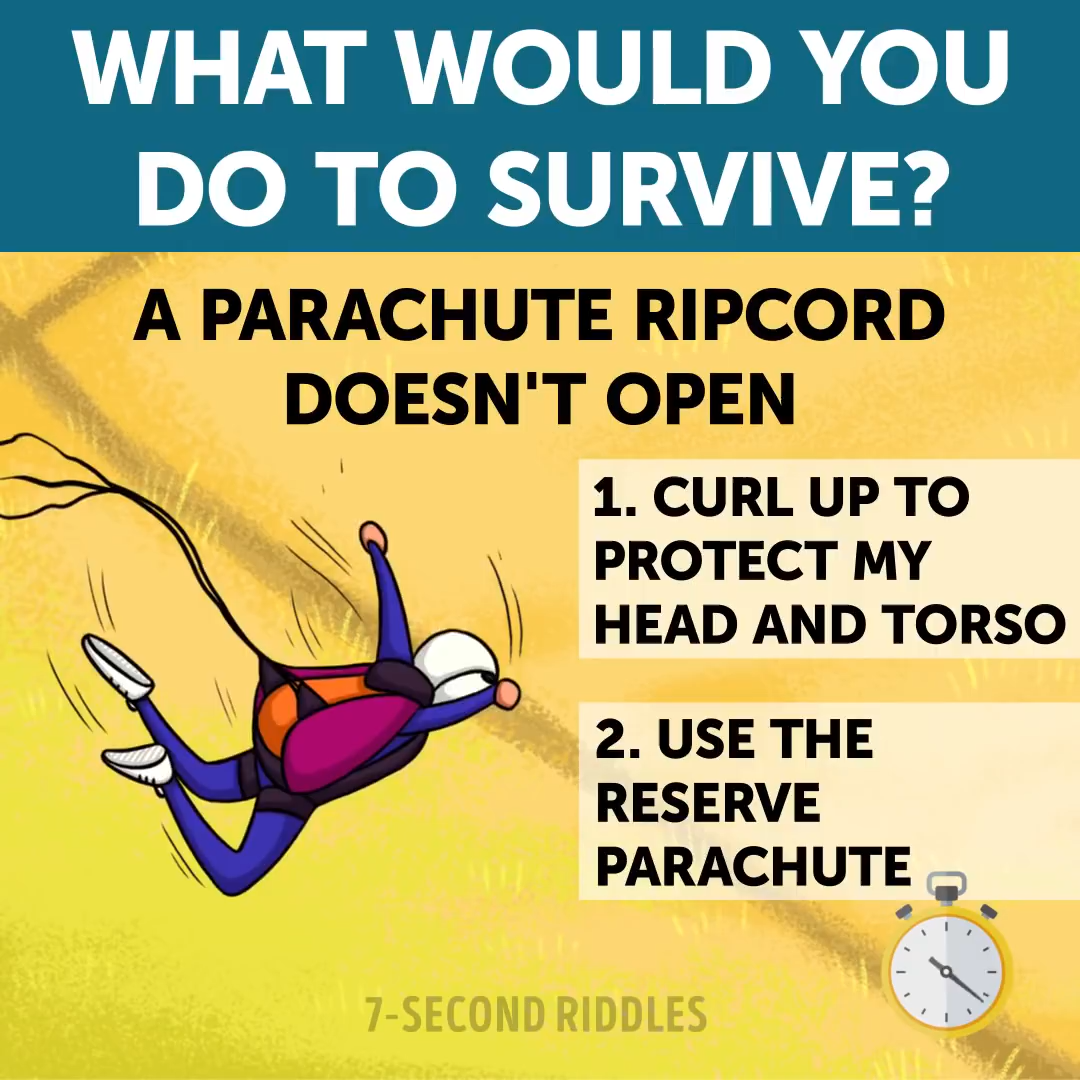 WHAT WOULD YOU
DO TO SURVIVE?
A PARACHUTE RIPCORD
DOESN'T OPEN
1. CURL UP TO
PROTECT MY
HEAD AND TORSO
2. USE THE
RESERVE
PARACHUTE
7-SECOND RIDDLES